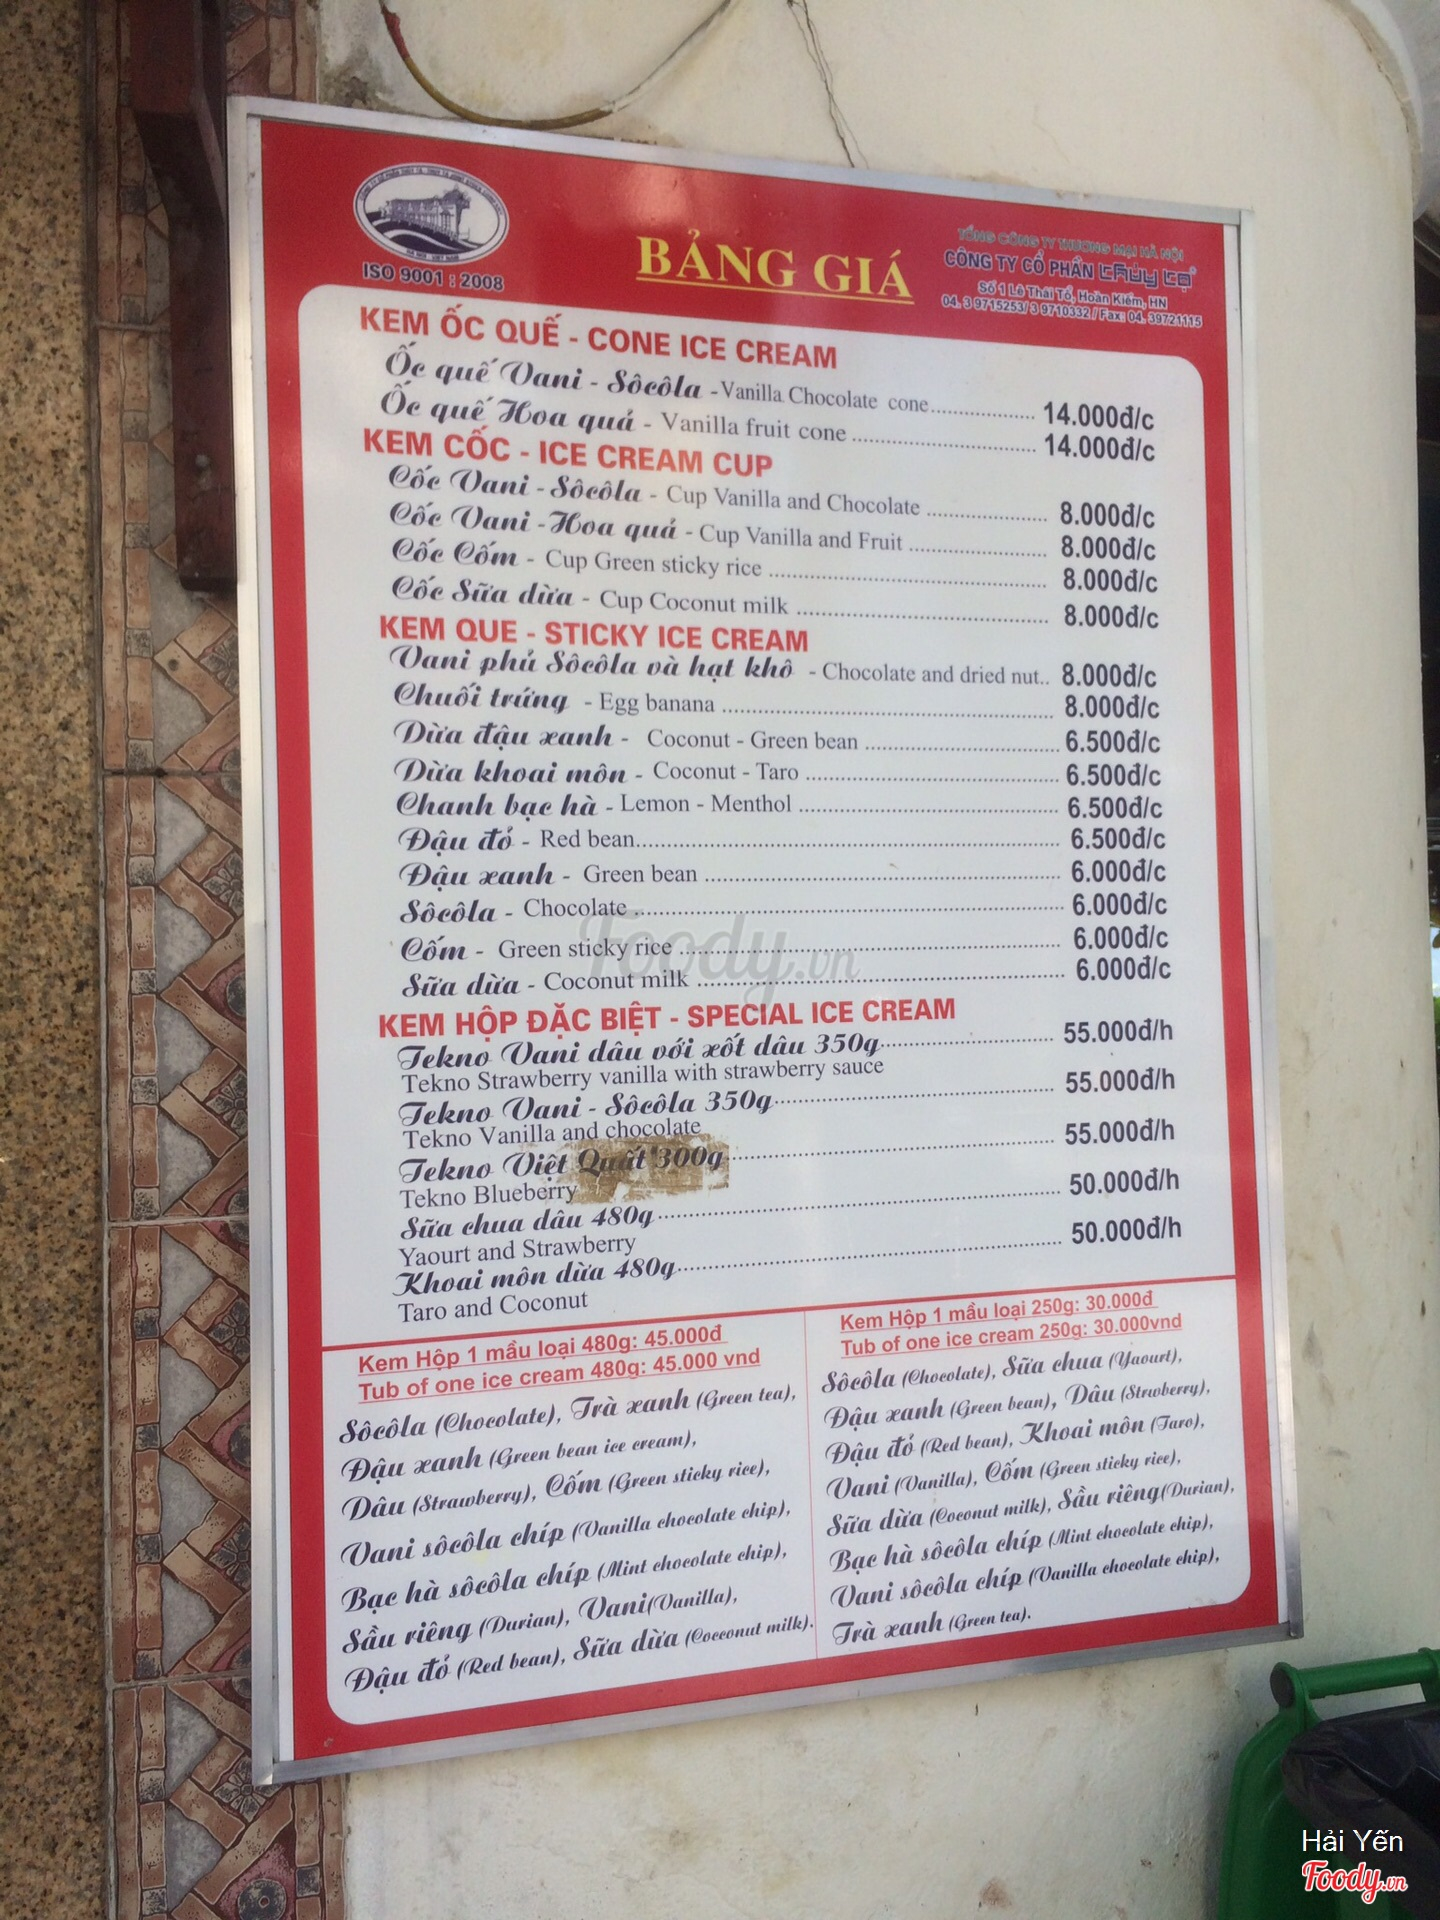 ISO 9001 : 2008
BẢNG GIÁ
TỔNG CÔNG TY THƯƠNG MẠI HÀ NỘI
CÔNG TY CỔ PHẦN THỦY TẠ
Số 1 Lê Thái Tổ, Hoàn Kiếm, HN
04. 3 9715253/ 3 9710332 / Fax: 04. 39721115
KEM ỐC QUẾ - CONE ICE CREAM
Ốc quế Vani - Sôcôla -Vanilla Chocolate cone.................. 14.000đ/c
Ốc quế Hoa quả - Vanilla fruit cone .............................. 14.000đ/c
KEM CỐC - ICE CREAM CUP
Cốc Vani - Sôcôla - Cup Vanilla and Chocolate .................... 8.000đ/c
Cốc Vani -Hoa quả - Cup Vanilla and Fruit ....................... 8.000đ/c
Cốc Cốm - Cup Green sticky rice ............................................. 8.000đ/c
Cốc Sữa dừa - Cup Coconut milk .......................................... 8.000đ/c
KEM QUE - STICKY ICE CREAM
Vani phủ Sôcôla và hạt khô - Chocolate and dried nut.. 8.000đ/c
Chuối trứng - Egg banana ...................................................... 8.000đ/c
Dừa đậu xanh - Coconut - Green bean ................................ 6.500đ/c
Dừa khoai môn - Coconut - Taro .......................................... 6.500đ/c
Chanh bạc hà - Lemon - Menthol ........................................... 6.500đ/c
Đậu đỏ - Red bean.................................................................... 6.500đ/c
Đậu xanh - Green bean .......................................................... 6.000đ/c
Sôcôla - Chocolate ..................................................................... 6.000đ/c
Cốm - Green sticky rice .............................................................. 6.000đ/c
Sữa dừa - Coconut milk ............................................................ 6.000đ/c
Foody.vn
KEM HỘP ĐẶC BIỆT - SPECIAL ICE CREAM
Tekno Vani dâu với xốt dâu 350g............................ 55.000đ/h
Tekno Strawberry vanilla with strawberry sauce
Tekno Vani - Sôcôla 350g............................................. 55.000đ/h
Tekno Vanilla and chocolate
Tekno Việt Quất 300g..................................................... 55.000đ/h
Tekno Blueberry
Sữa chua dâu 480g................................................................ 50.000đ/h
Yaourt and Strawberry
Khoai môn dừa 480g............................................................. 50.000đ/h
Taro and Coconut
Kem Hộp 1 mầu loại 480g: 45.000đ
Tub of one ice cream 480g: 45.000 vnd
Sôcôla (Chocolate), Trà xanh (Green tea),
Đậu xanh (Green bean ice cream),
Dâu (Strawberry), Cốm (Green sticky rice),
Vani sôcôla chíp (Vanilla chocolate chip),
Bạc hà sôcôla chíp (Mint chocolate chip),
Sầu riêng (Durian), Vani(Vanilla),
Đậu đỏ (Red bean), Sữa dừa (Cocconut milk).
Kem Hộp 1 mầu loại 250g: 30.000đ
Tub of one ice cream 250g: 30.000vnd
Sôcôla (Chocolate), Sữa chua (Yaourt),
Đậu xanh (Green bean), Dâu (Strwberry),
Đậu đỏ (Red bean), Khoai môn (Taro),
Vani (Vanilla), Cốm (Green sticky rice),
Sữa dừa (Coconut milk), Sầu riêng(Durian),
Bạc hà sôcôla chíp (Mint chocolate chip),
Vani sôcôla chíp (Vanilla chocolate chip),
Trà xanh (Green tea).
Hải Yến
Foody.vn